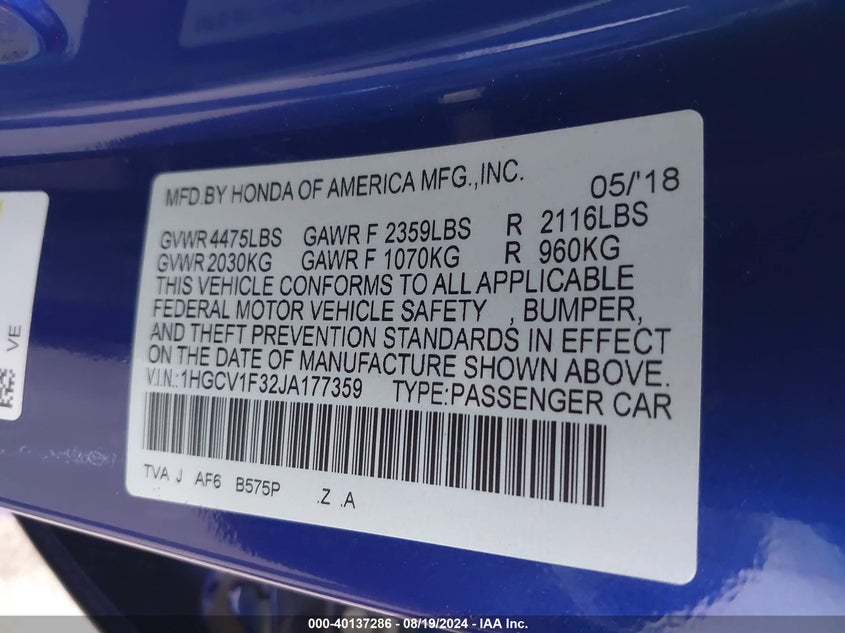 MFD.BY HONDA OF AMERICA MFG.,INC. 05/'18
GVWR 4475LBS GAWR F 2359LBS R 2116LBS
GVWR 2030KG GAWR F 1070KG R 960KG
THIS VEHICLE CONFORMS TO ALL APPLICABLE
FEDERAL MOTOR VEHICLE SAFETY , BUMPER,
AND THEFT PREVENTION STANDARDS IN EFFECT
ON THE DATE OF MANUFACTURE SHOWN ABOVE.
V.I.N.:1HGCV1F32JA177359 TYPE:PASSENGER CAR
TVA J AF6 B575P .Z .A
VE
000-40137286 - 08/19/2024 - IAA Inc.